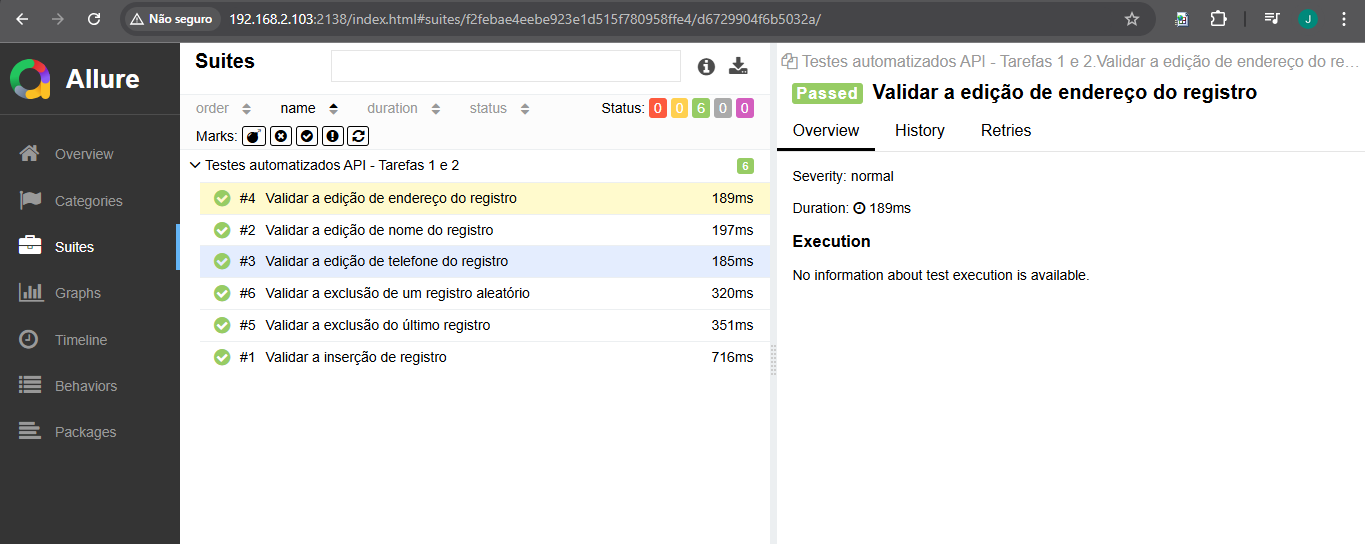 Não seguro 192.168.2.103:2138/index.html#suites/f2febae4eebe923e1d515f780958ffe4/d6729904f6b5032a/
J
Allure
Overview
Categories
Suites
Graphs
Timeline
Behaviors
Packages
Suites
order name duration status Status: 0 0 6 0 0
Marks:
Testes automatizados API - Tarefas 1 e 2 6
#4 Validar a edição de endereço do registro 189ms
#2 Validar a edição de nome do registro 197ms
#3 Validar a edição de telefone do registro 185ms
#6 Validar a exclusão de um registro aleatório 320ms
#5 Validar a exclusão do último registro 351ms
#1 Validar a inserção de registro 716ms
Testes automatizados API - Tarefas 1 e 2.Validar a edição de endereço do re...
Passed Validar a edição de endereço do registro
Overview History Retries
Severity: normal
Duration: 189ms
Execution
No information about test execution is available.